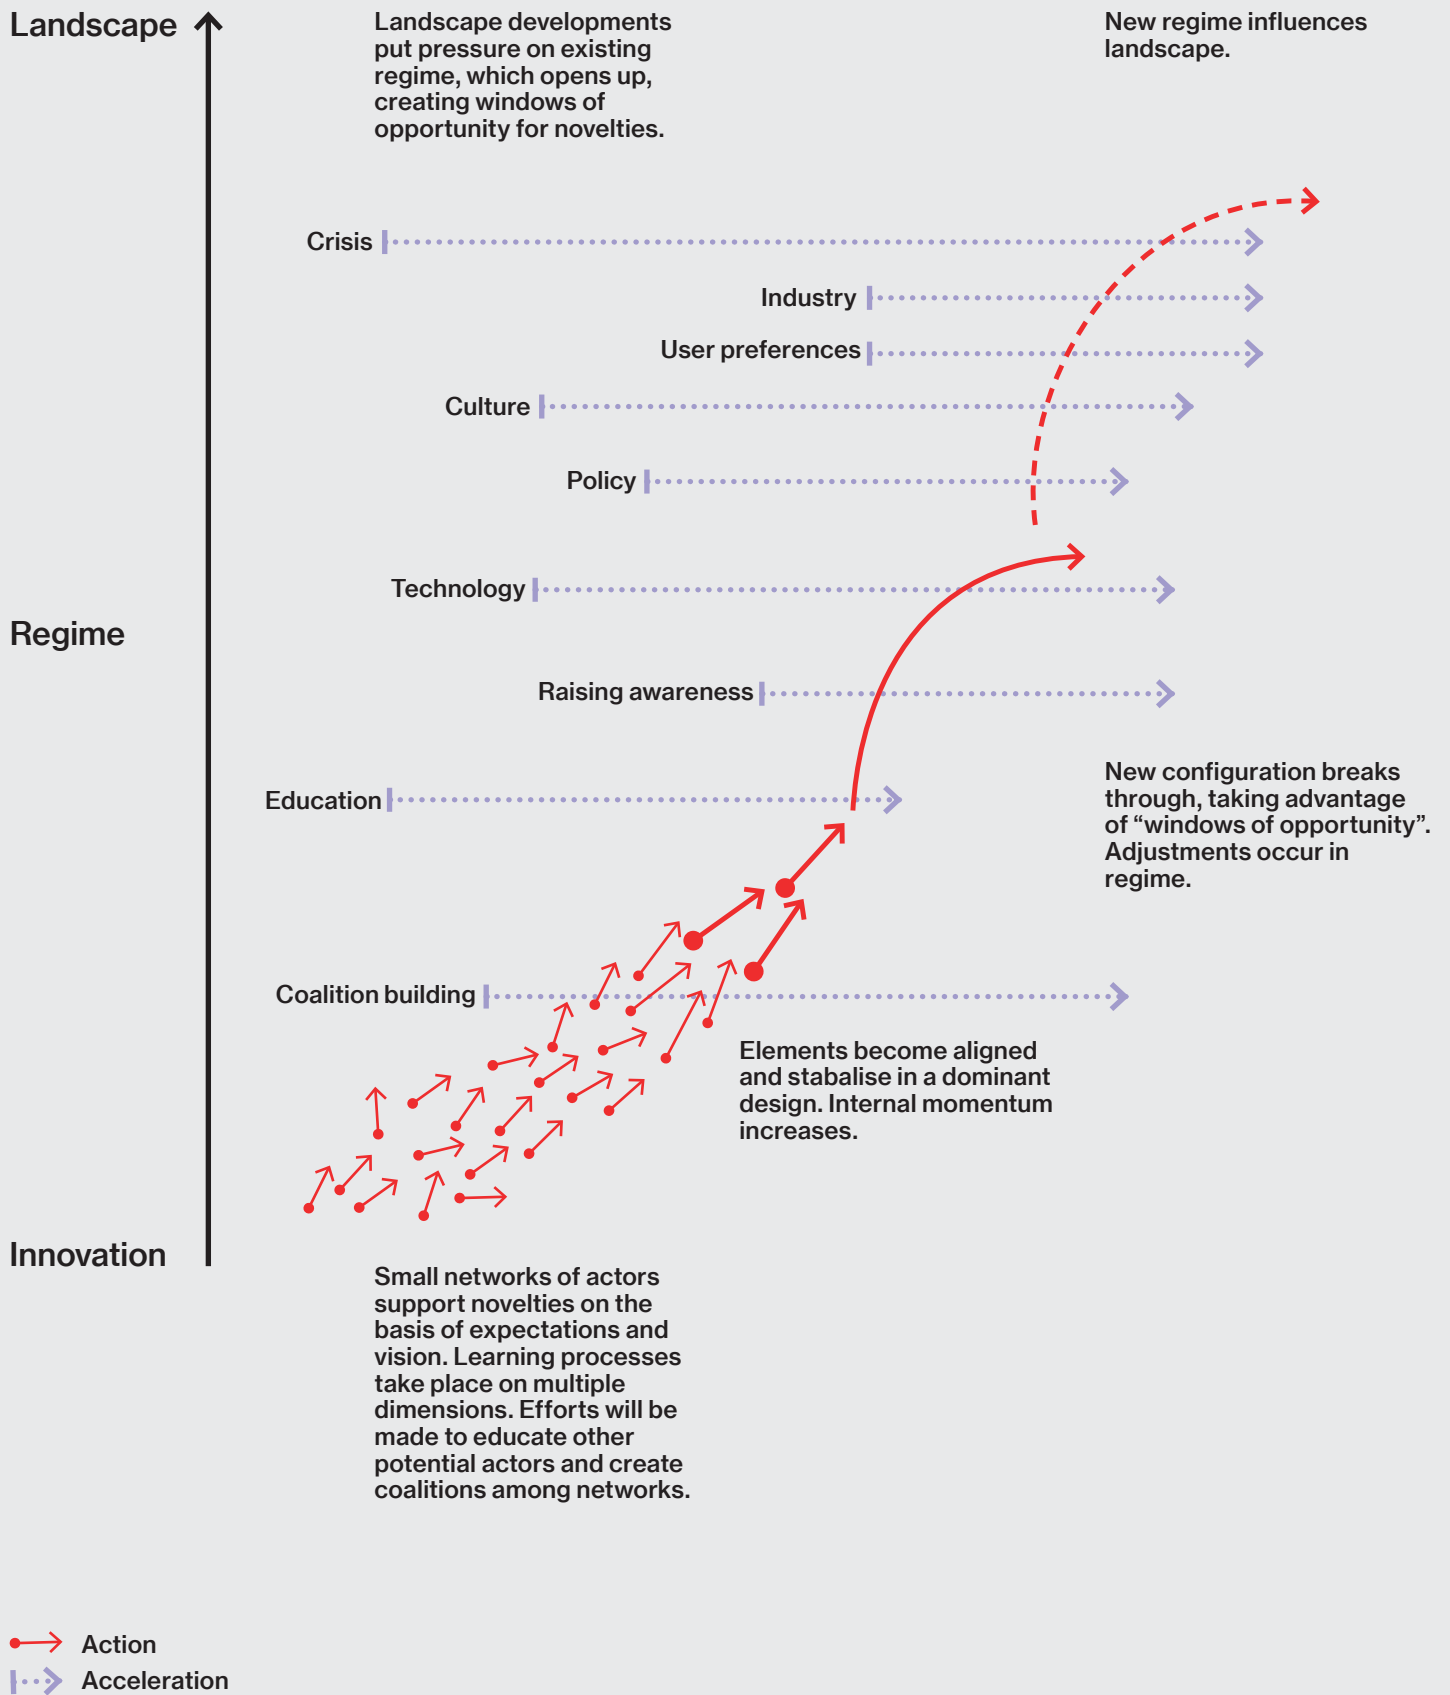 Landscape
Landscape developments
put pressure on existing
regime, which opens up,
creating windows of
opportunity for novelties.
New regime influences
landscape.
Crisis
Industry
User preferences
Culture
Policy
Technology
Regime
Raising awareness
Education
New configuration breaks
through, taking advantage
of “windows of opportunity”.
Adjustments occur in
regime.
Coalition building
Elements become aligned
and stabalise in a dominant
design. Internal momentum
increases.
Innovation
Small networks of actors
support novelties on the
basis of expectations and
vision. Learning processes
take place on multiple
dimensions. Efforts will be
made to educate other
potential actors and create
coalitions among networks.
Action
Acceleration